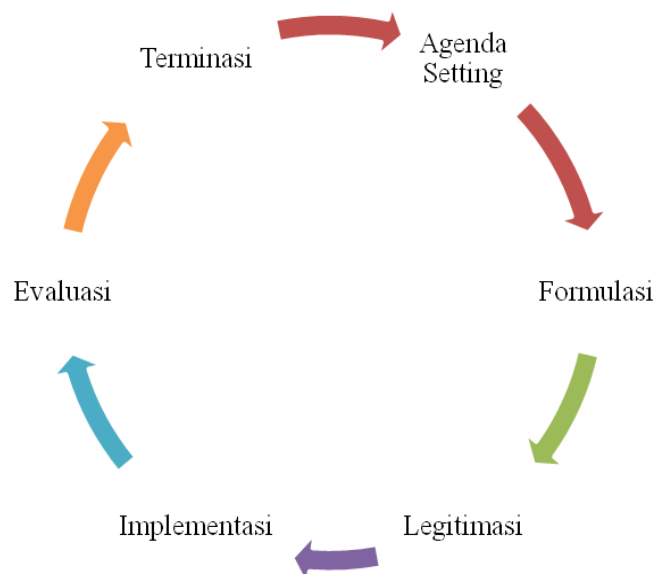 Terminasi
Agenda
Setting
Evaluasi
Formulasi
Implementasi
Legitimasi